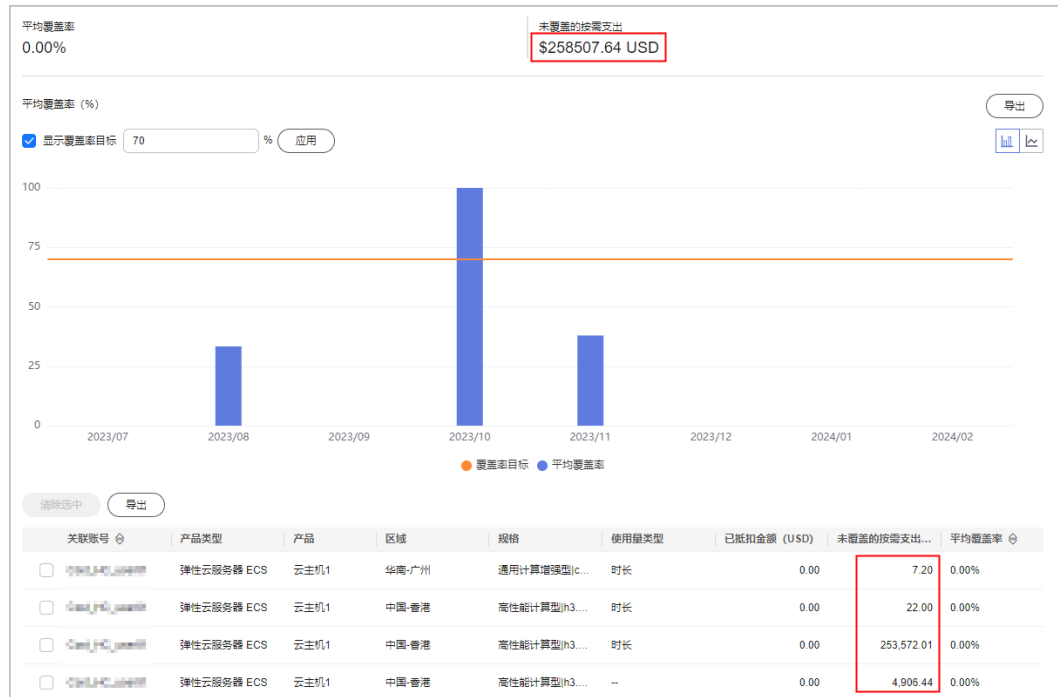 平均覆盖率 未覆盖的按需支出
0.00% $258507.64 USD
平均覆盖率（%） 导出
显示覆盖率目标 70 % 应用
100
75
50
25
0
2023/07 2023/08 2023/09 2023/10 2023/11 2023/12 2024/01 2024/02
覆盖率目标 平均覆盖率
清除选中 导出
关联账号 产品类型 产品 区域 规格 使用量类型 已抵扣金额（USD） 未覆盖的按需支出... 平均覆盖率
弹性云服务器 ECS 云主机1 华南-广州 通用计算增强型|c... 时长 0.00 7.20 0.00%
弹性云服务器 ECS 云主机1 中国-香港 高性能计算型|h3.... 时长 0.00 22.00 0.00%
弹性云服务器 ECS 云主机1 中国-香港 高性能计算型|h3.... 时长 0.00 253,572.01 0.00%
弹性云服务器 ECS 云主机1 中国-香港 高性能计算型|h3.... -- 0.00 4,906.44 0.00%